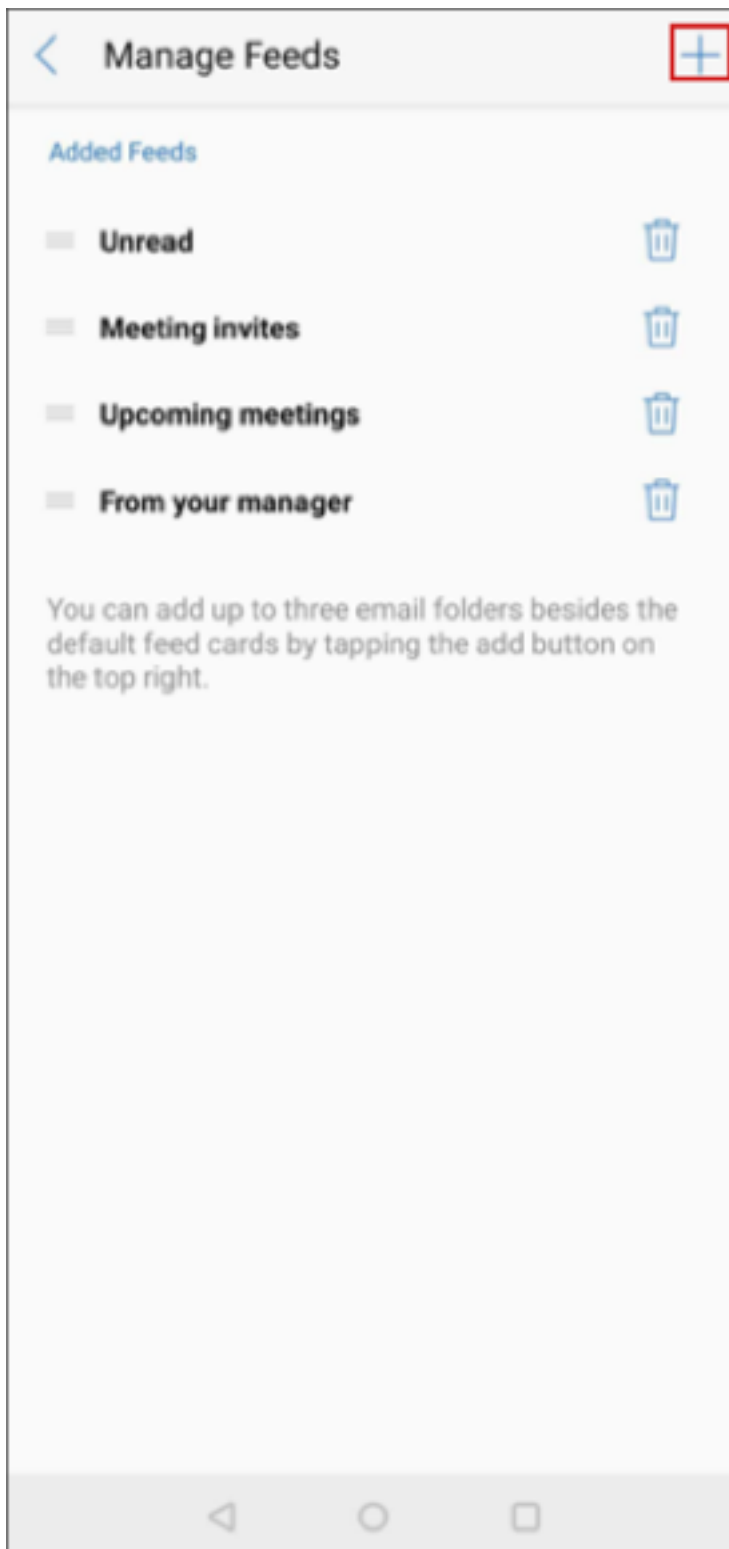 Manage Feeds
Added Feeds
Unread
Meeting invites
Upcoming meetings
From your manager
You can add up to three email folders besides the
default feed cards by tapping the add button on
the top right.